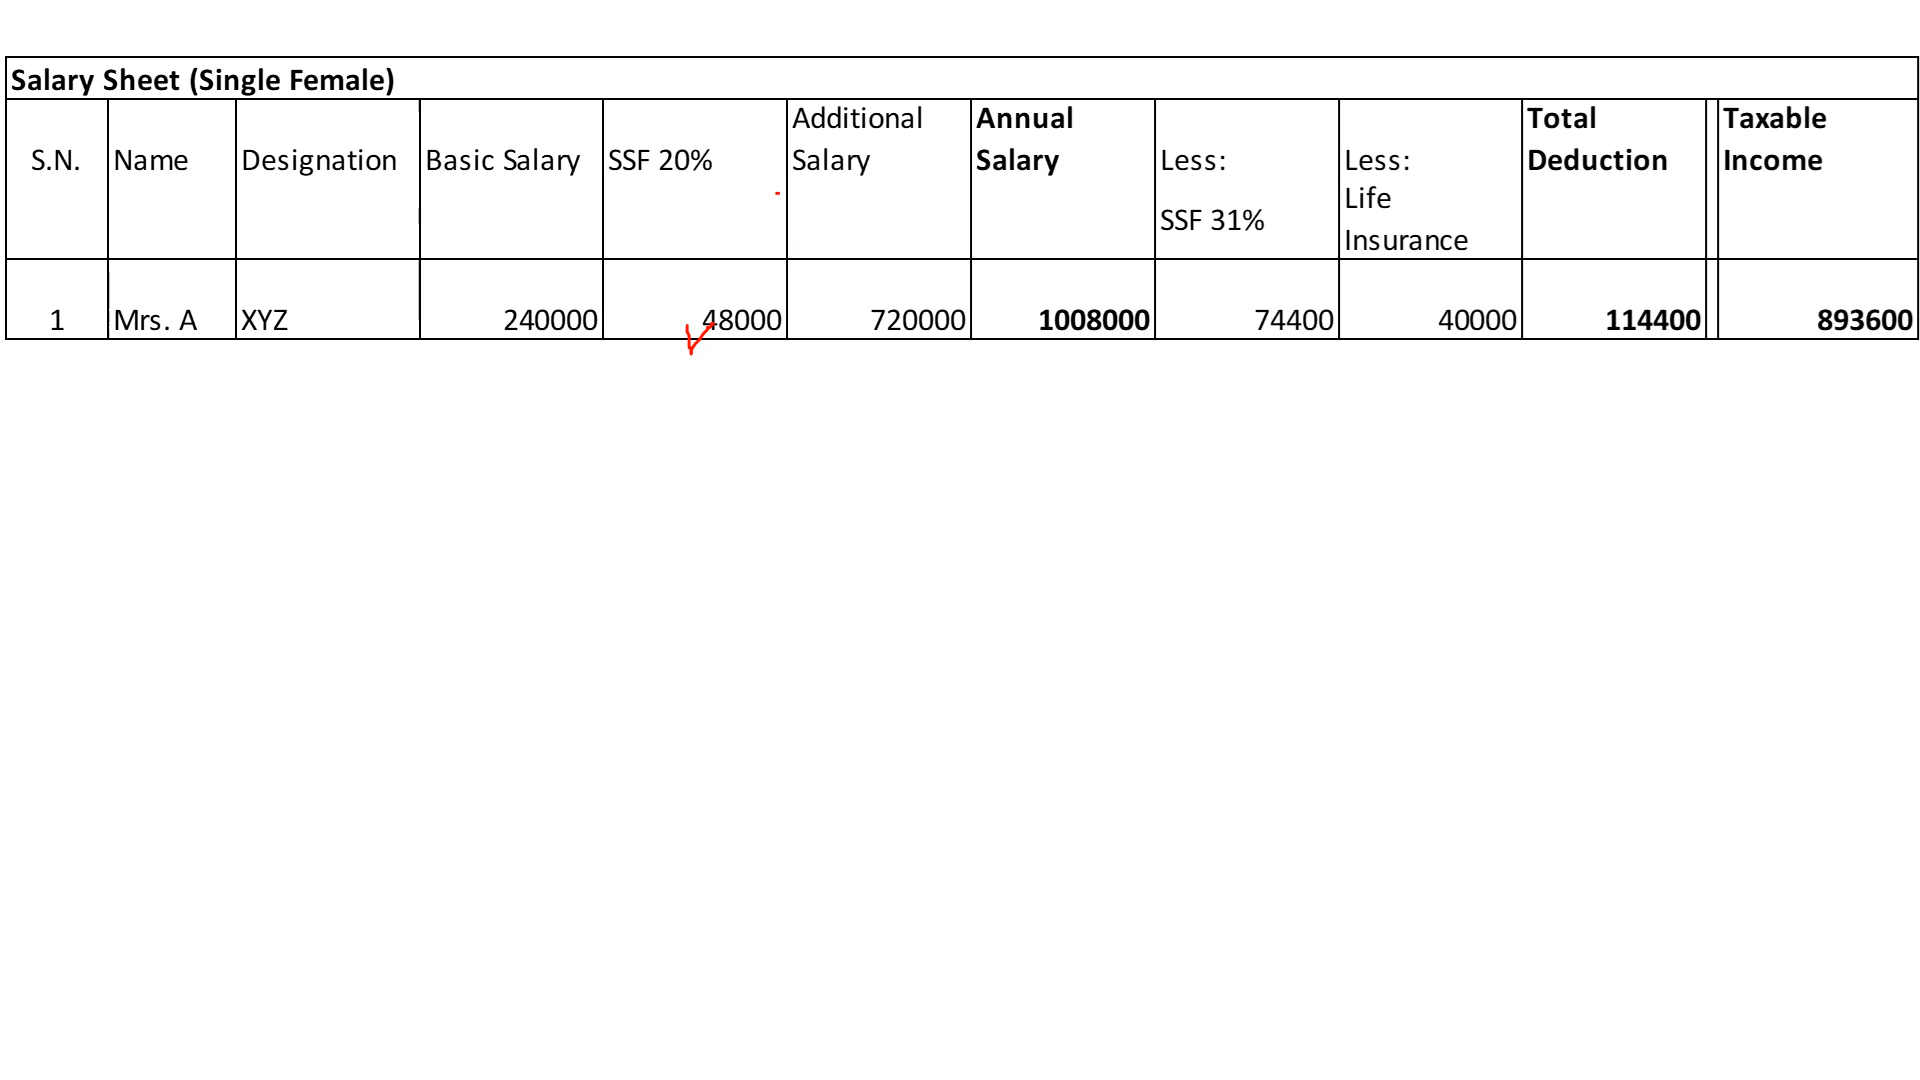 Salary Sheet (Single Female)
S.N. Name Designation Basic Salary SSF 20% Additional Salary Annual Salary Less: SSF 31% Less: Life Insurance Total Deduction Taxable Income
1 Mrs. A XYZ 240000 48000 720000 1008000 74400 40000 114400 893600